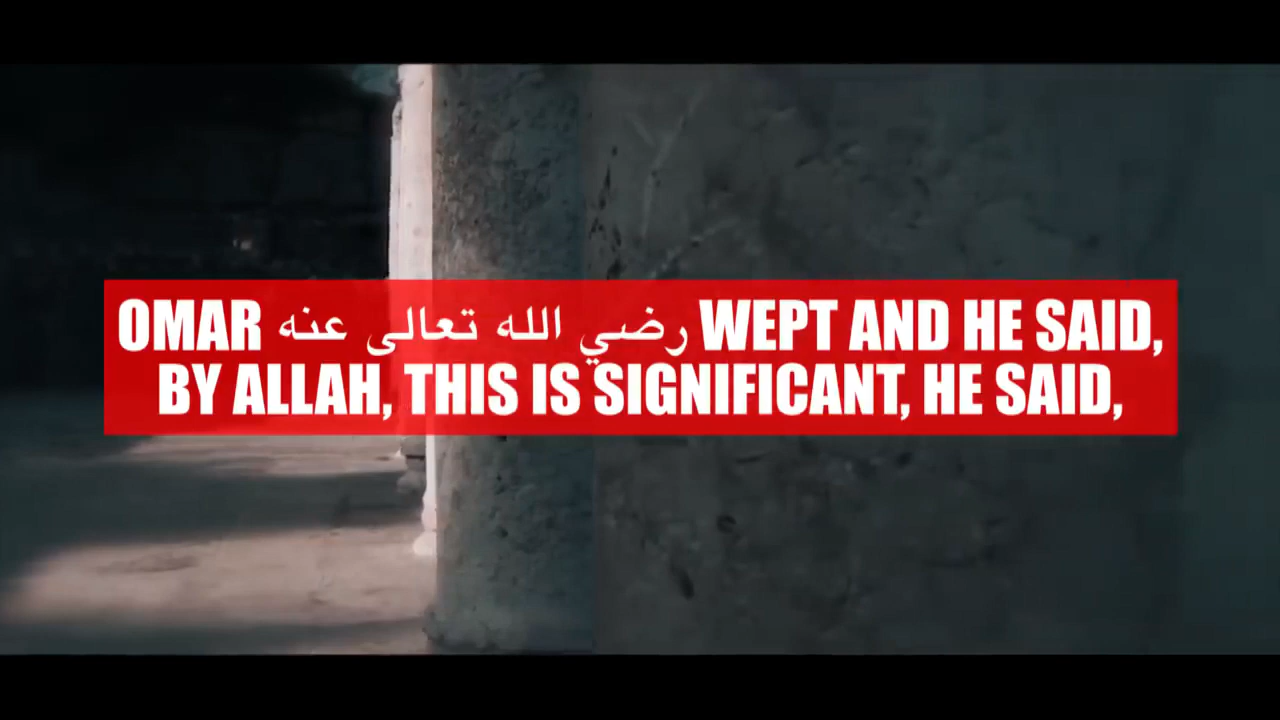 OMAR رضي الله تعالى عنه WEPT AND HE SAID,
BY ALLAH, THIS IS SIGNIFICANT, HE SAID,